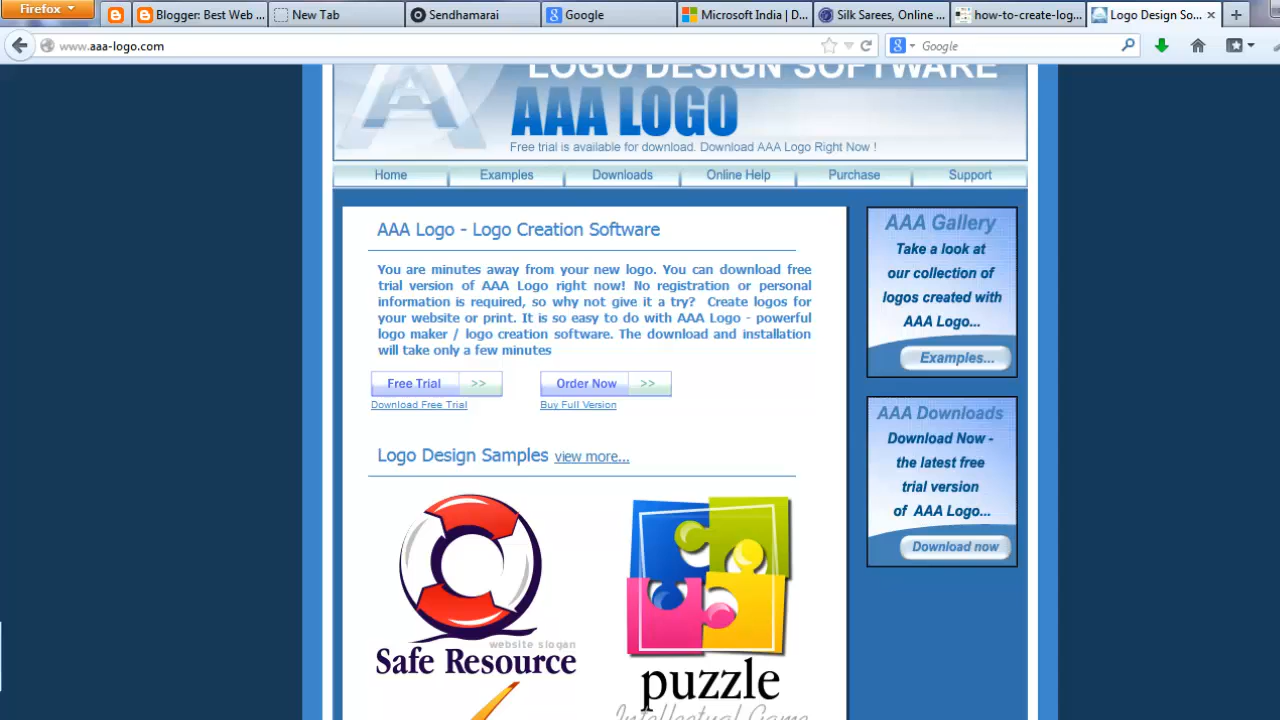 Firefox
Blogger: Best Web ...
New Tab
Sendhamarai
Google
Microsoft India | D...
Silk Sarees, Online ...
how-to-create-log...
Logo Design So...
www.aaa-logo.com
Google
LOGO DESIGN SOFTWARE
AAA LOGO
Free trial is available for download. Download AAA Logo Right Now !
Home Examples Downloads Online Help Purchase Support
AAA Logo - Logo Creation Software
You are minutes away from your new logo. You can download free
trial version of AAA Logo right now! No registration or personal
information is required, so why not give it a try? Create logos for
your website or print. It is so easy to do with AAA Logo - powerful
logo maker / logo creation software. The download and installation
will take only a few minutes
Free Trial >>
Order Now >>
Download Free Trial
Buy Full Version
Logo Design Samples view more...
website slogan
Safe Resource
puzzle
Intellectual Game
AAA Gallery
Take a look at
our collection of
logos created with
AAA Logo...
Examples...
AAA Downloads
Download Now -
the latest free
trial version
of AAA Logo...
Download now